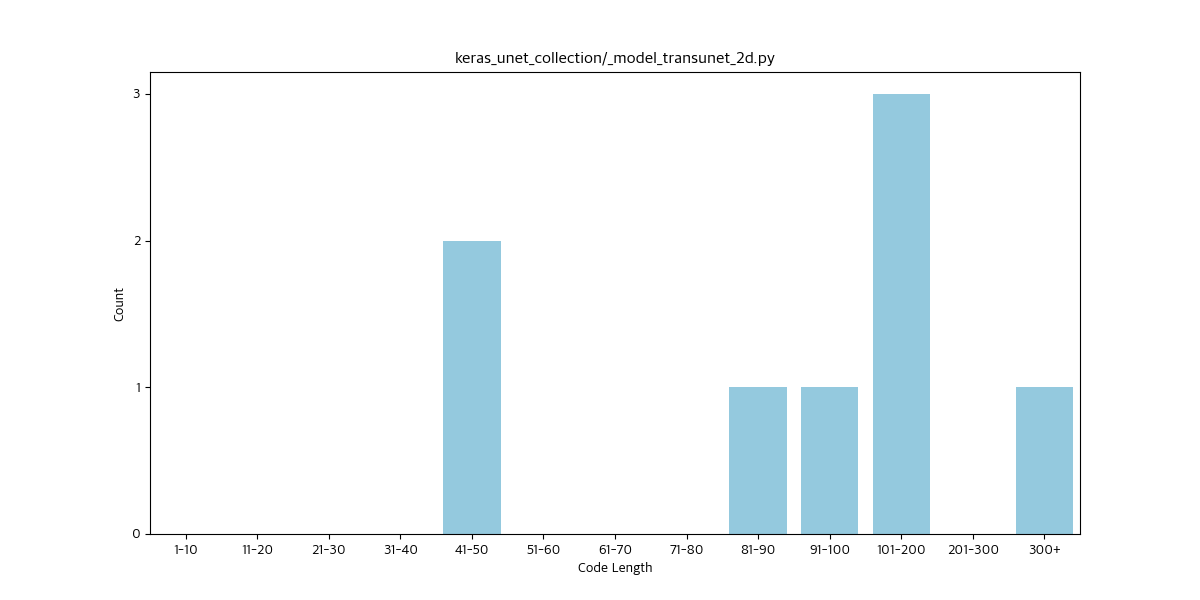 keras_unet_collection/_model_transunet_2d.py
3
2
1
0
Count
1-10 11-20 21-30 31-40 41-50 51-60 61-70 71-80 81-90 91-100 101-200 201-300 300+
Code Length